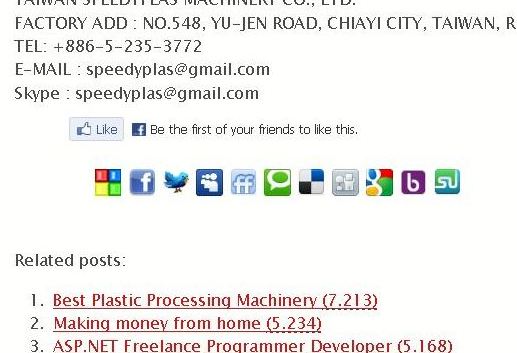 TAIWAN SPEEDYPLAS MACHINERY CO., LTD.
FACTORY ADD : NO.548, YU-JEN ROAD, CHIAYI CITY, TAIWAN, R
TEL: +886-5-235-3772
E-MAIL : speedyplas@gmail.com
Skype : speedyplas@gmail.com
Like Be the first of your friends to like this.
Related posts:
1. Best Plastic Processing Machinery (7.213)
2. Making money from home (5.234)
3. ASP.NET Freelance Programmer Developer (5.168)